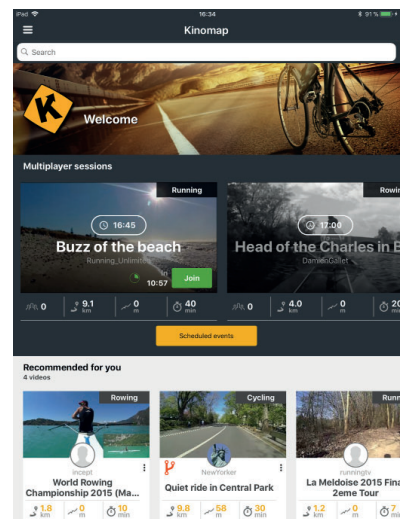 iPad 16:34 91 %
Kinomap
Search
K
Welcome
Multiplayer sessions
Running
16:45
Buzz of the beach
Running_Unlimited
In
10:57
Join
0 9.1 km 0 m 40 min
Rowin
17:00
Head of the Charles in B
DamienGallet
0 4.0 km 0 m 20 min
Scheduled events
Recommended for you
4 videos
Rowing
incept
World Rowing
Championship 2015 (Ma...
1.8 km 0 m 10 min
Cycling
NewYorker
Quiet ride in Central Park
9.8 km 58 m 30 min
Runn
runningtv
La Meldoise 2015 Fina
2eme Tour
1.2 km 0 m 7 min